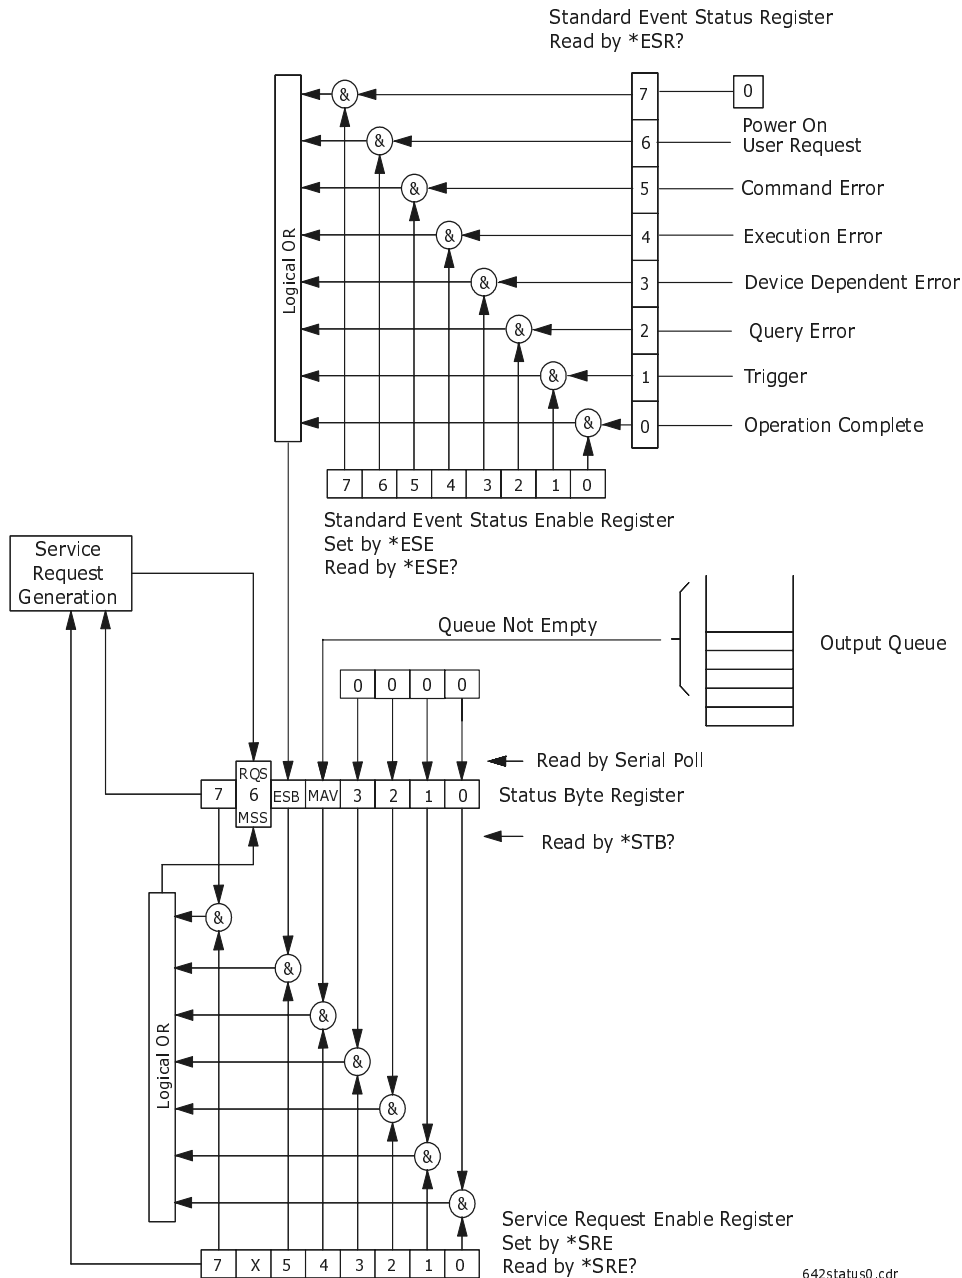 Standard Event Status Register
Read by *ESR?
& 7 0
Power On
& 6 User Request
& 5 Command Error
& 4 Execution Error
Logical OR
& 3 Device Dependent Error
& 2 Query Error
& 1 Trigger
& 0 Operation Complete
7 6 5 4 3 2 1 0
Standard Event Status Enable Register
Set by *ESE
Read by *ESE?
Service
Request
Generation
Queue Not Empty
Output Queue
0 0 0 0
Read by Serial Poll
RQS
7 6 ESB MAV 3 2 1 0 Status Byte Register
MSS
Read by *STB?
&
&
&
Logical OR
&
&
&
&
Service Request Enable Register
Set by *SRE
7 X 5 4 3 2 1 0 Read by *SRE?
642status0.cdr